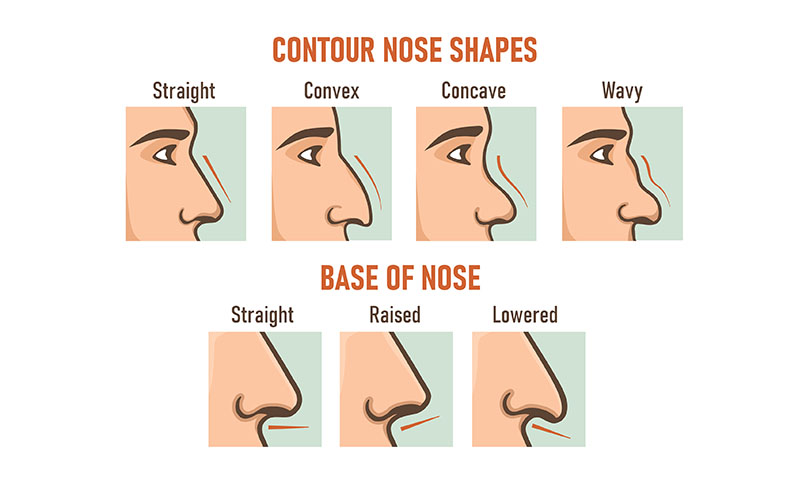 CONTOUR NOSE SHAPES
Straight Convex Concave Wavy
BASE OF NOSE
Straight Raised Lowered